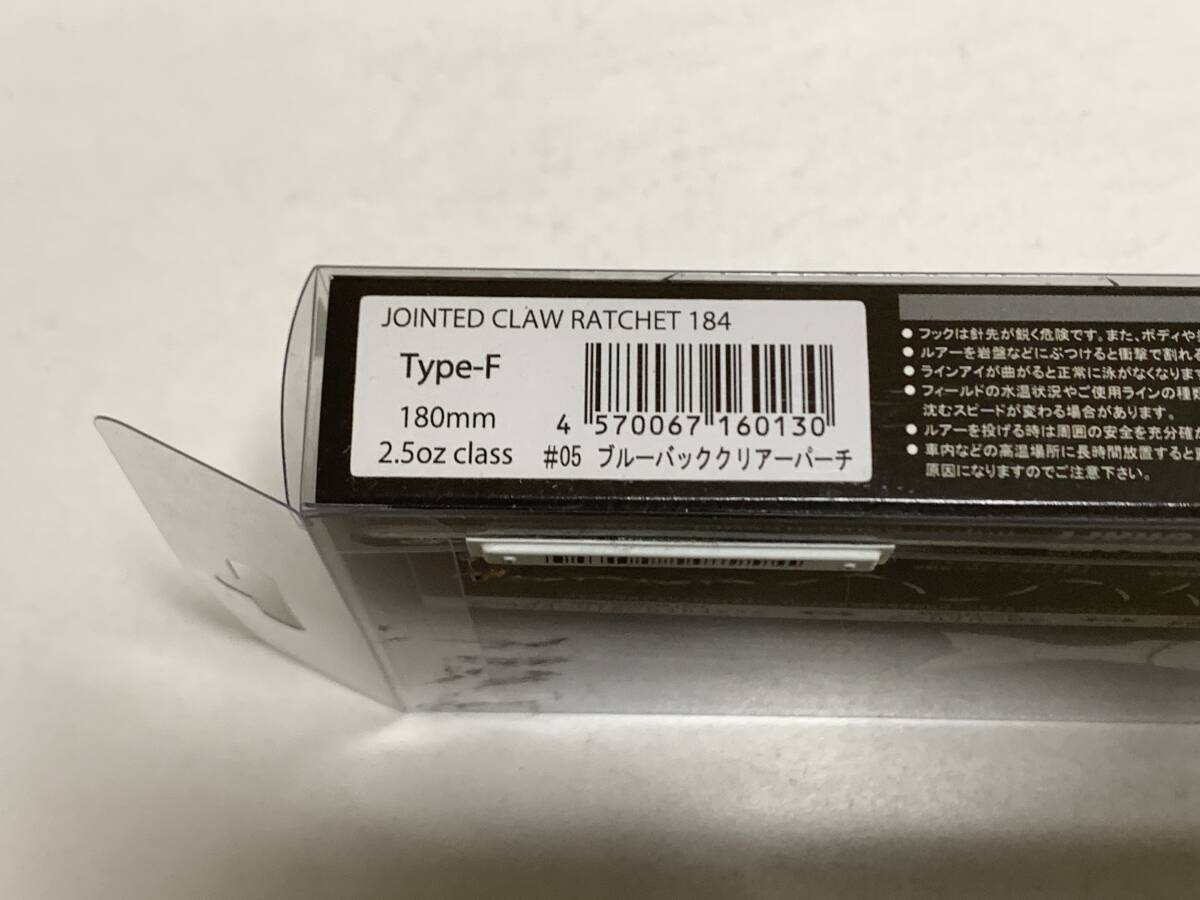 JOINTED CLAW RATCHET 184
Type-F
180mm
2.5oz class
4 570067 160130
#05 ブルーバッククリアーパーチ
● フックは針先が鋭く危険です。また、ボディや
● ルアーを岩盤などにぶつけると衝撃で割れる
● ラインアイが曲がると正常に泳がなくなります
● フィールドの水温状況やご使用ラインの種類
沈むスピードが変わる場合があります。
● ルアーを投げる時は周囲の安全を充分確か
● 車内などの高温場所に長時間放置すると
原因になりますのでご注意下さい。